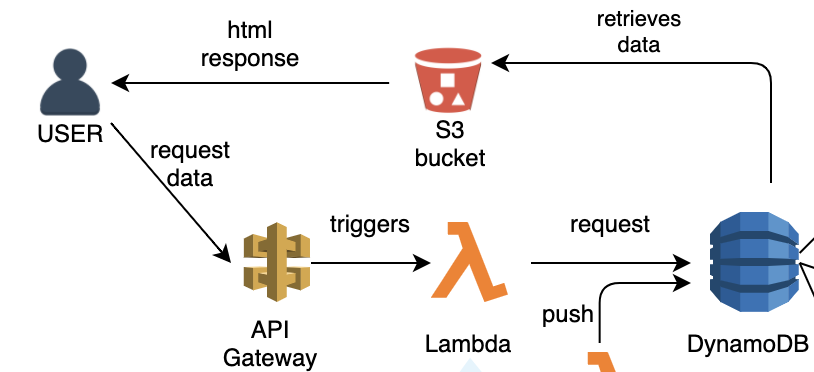 html
response
retrieves
data
USER
S3
bucket
request
data
triggers
request
push
API
Gateway
Lambda
DynamoDB